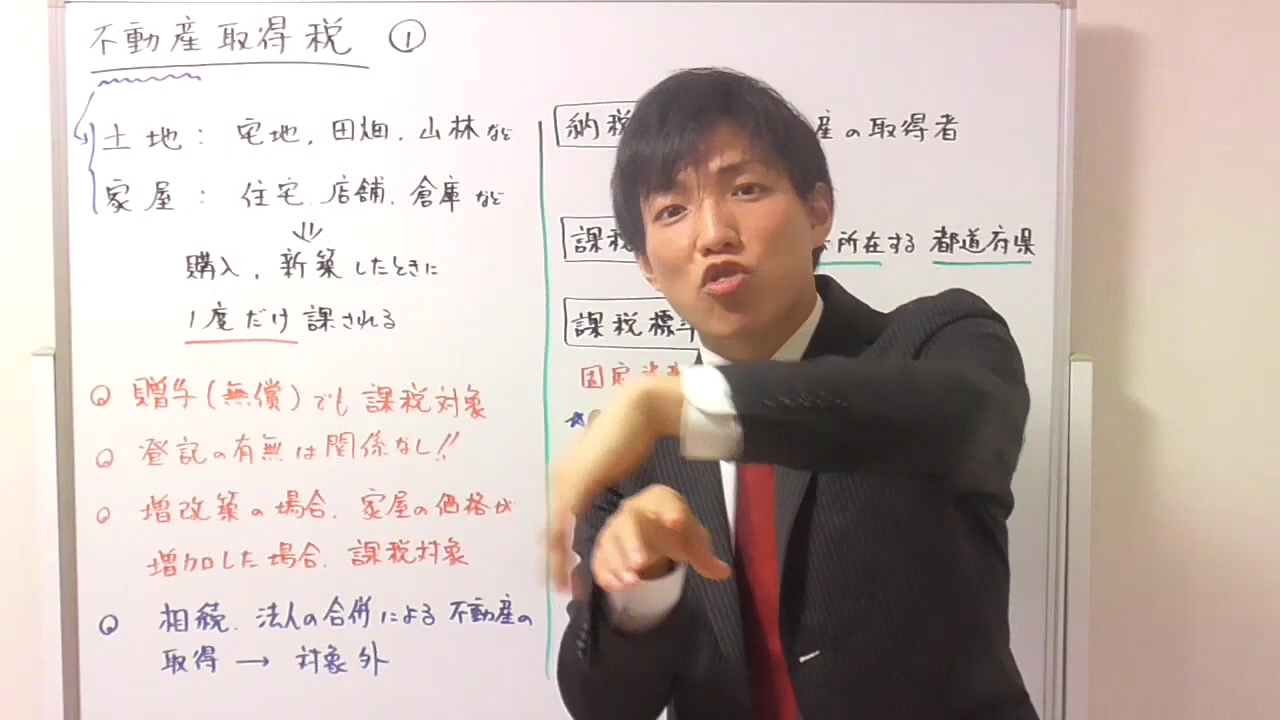 不動産取得税 ①
土地: 宅地, 田畑, 山林など
家屋: 住宅, 店舗, 倉庫など
購入, 新築したときに
1度だけ課される
贈与(無償)でも課税対象
登記の有無は関係なし!!
増改築の場合, 家屋の価格が
増加した場合, 課税対象
相続, 法人の合併による不動産の
取得 → 対象外
納税 産の取得者
課税 所在する都道府県
課税標準
固定資産